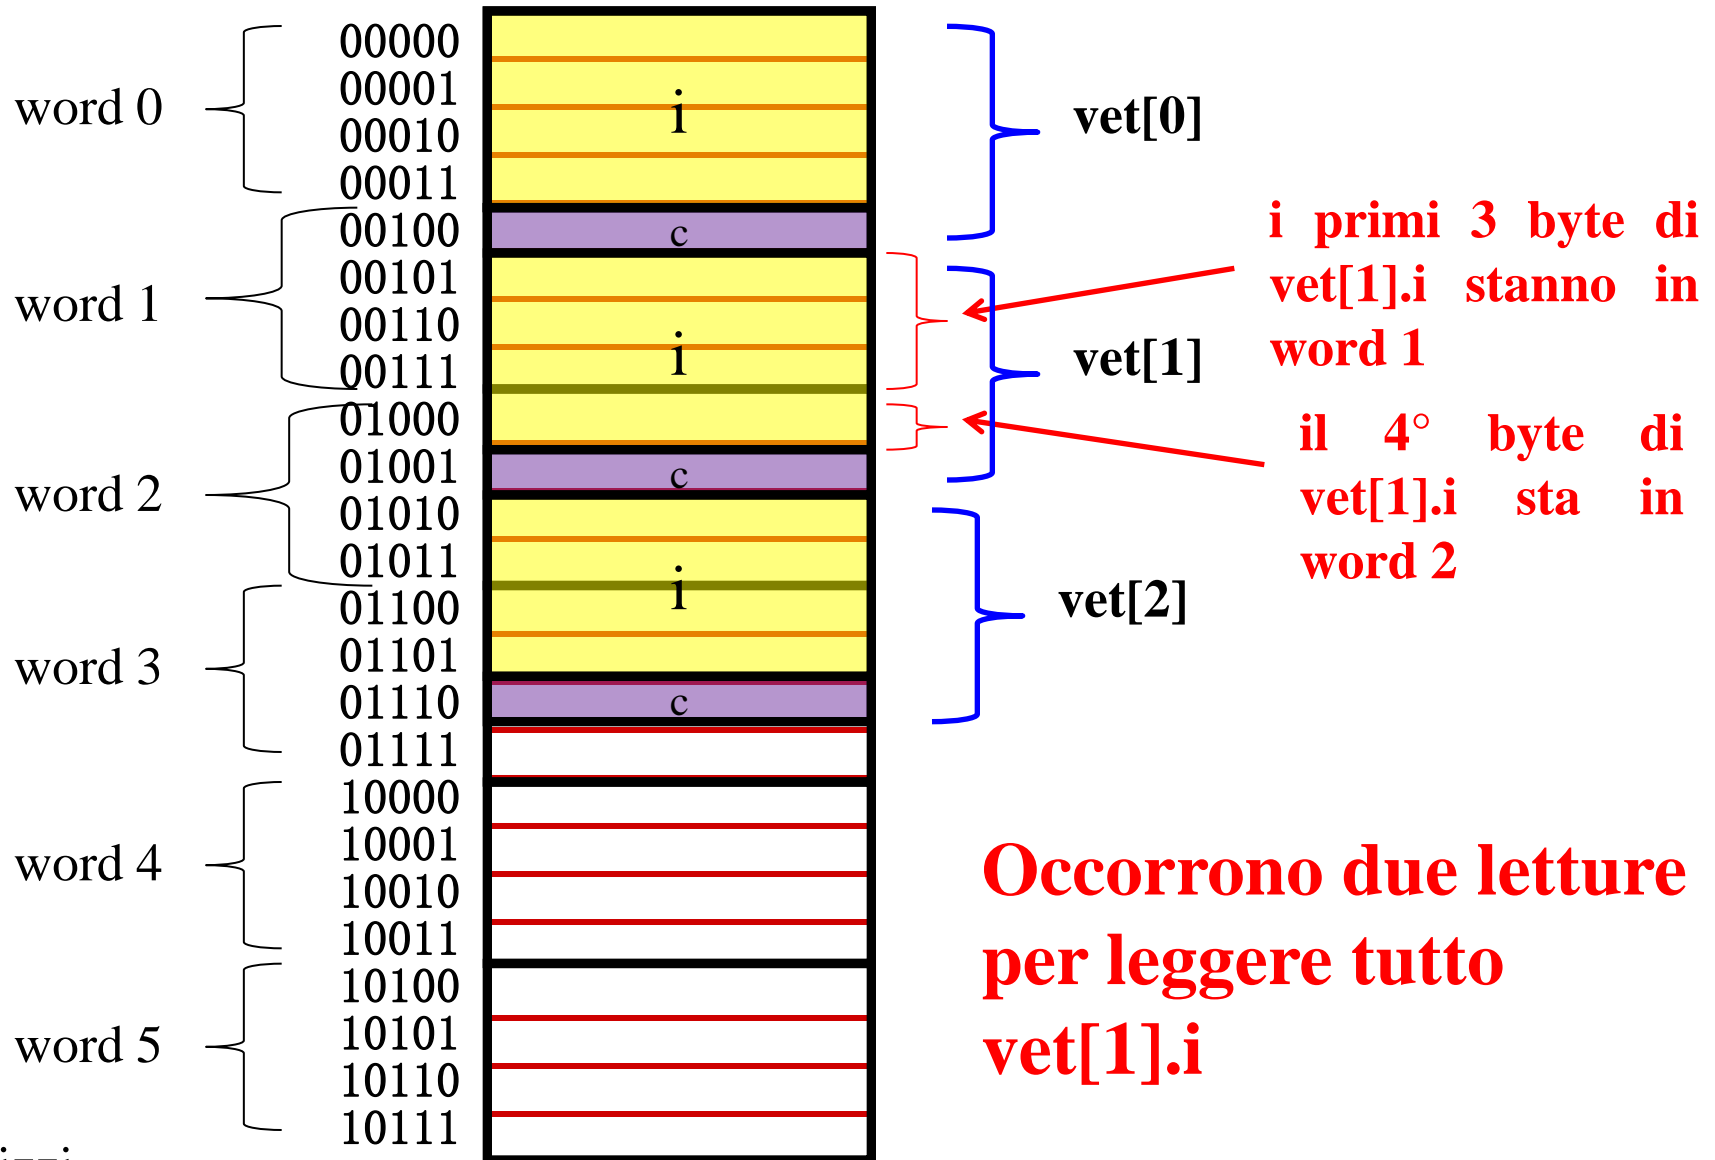 word 0
00000
00001
00010
00011
word 1
00100
00101
00110
00111
word 2
01000
01001
01010
01011
word 3
01100
01101
01110
01111
word 4
10000
10001
10010
10011
word 5
10100
10101
10110
10111
i
c
i
c
i
c
vet[0]
vet[1]
vet[2]
i primi 3 byte di
vet[1].i stanno in
word 1
il 4° byte di
vet[1].i sta in
word 2
Occorrono due letture
per leggere tutto
vet[1].i